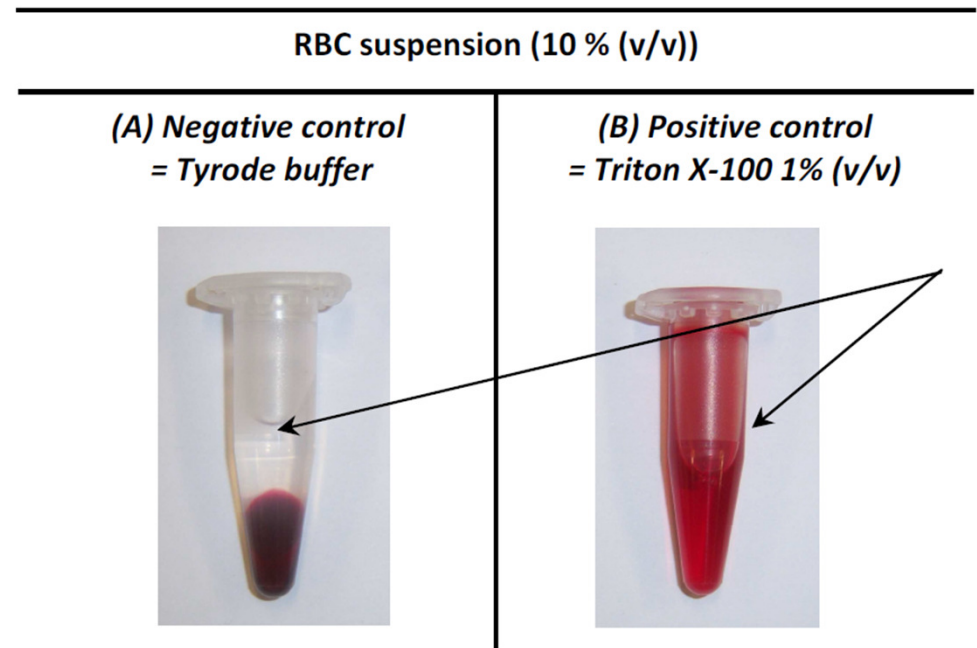 RBC suspension (10 % (v/v))
(A) Negative control
= Tyrode buffer
(B) Positive control
= Triton X-100 1% (v/v)